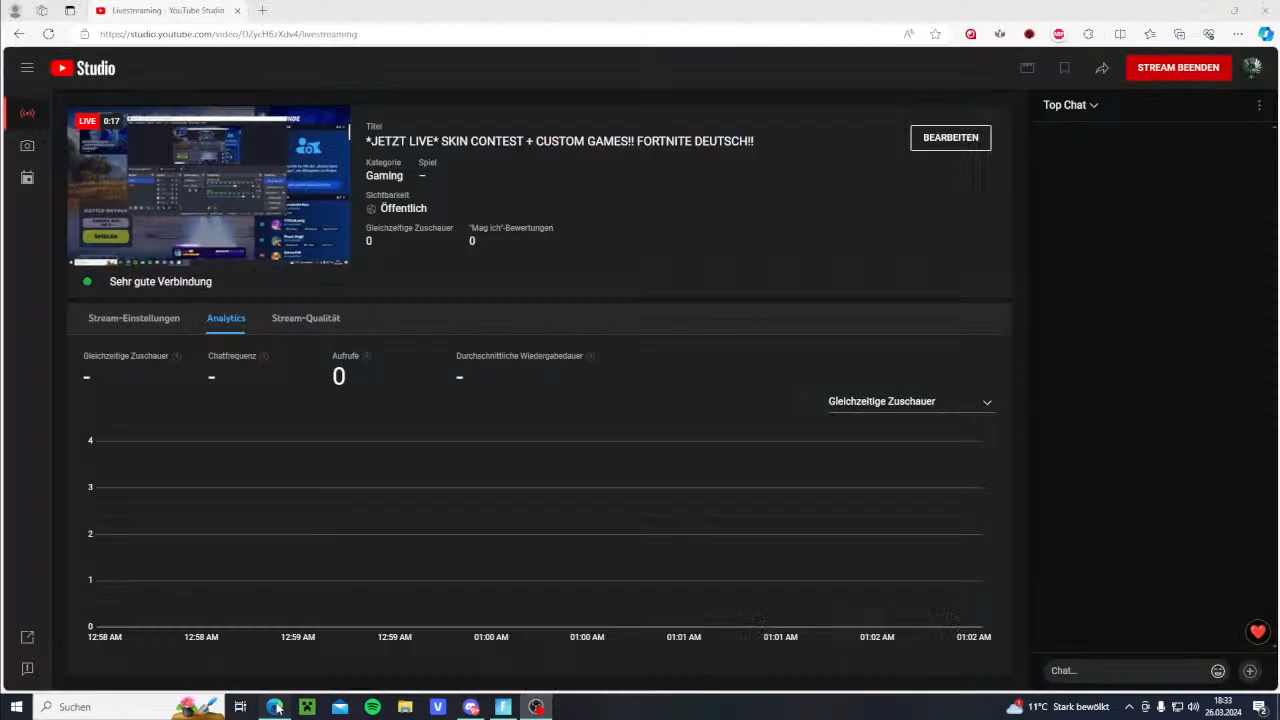 Livestreaming - YouTube Studio
https://studio.youtube.com/video/DZycH6zXdv4/livestreaming
Studio
STREAM BEENDEN
Top Chat
LIVE 0:17
Titel
*JETZT LIVE* SKIN CONTEST + CUSTOM GAMES!! FORTNITE DEUTSCH!!
BEARBEITEN
Kategorie Spiel
Gaming –
Sichtbarkeit
Öffentlich
Gleichzeitige Zuschauer "Mag ich"-Bewertungen
0 0
BATTLE ROYALE
SPIELEN
Sehr gute Verbindung
Stream-Einstellungen Analytics Stream-Qualität
Gleichzeitige Zuschauer Chatfrequenz Aufrufe Durchschnittliche Wiedergabedauer
- - 0 -
Gleichzeitige Zuschauer
4
3
2
1
0
12:58 AM 12:58 AM 12:59 AM 12:59 AM 01:00 AM 01:00 AM 01:01 AM 01:01 AM 01:02 AM 01:02 AM
Chat...
Suchen
11°C Stark bewölkt
18:33
26.03.2024